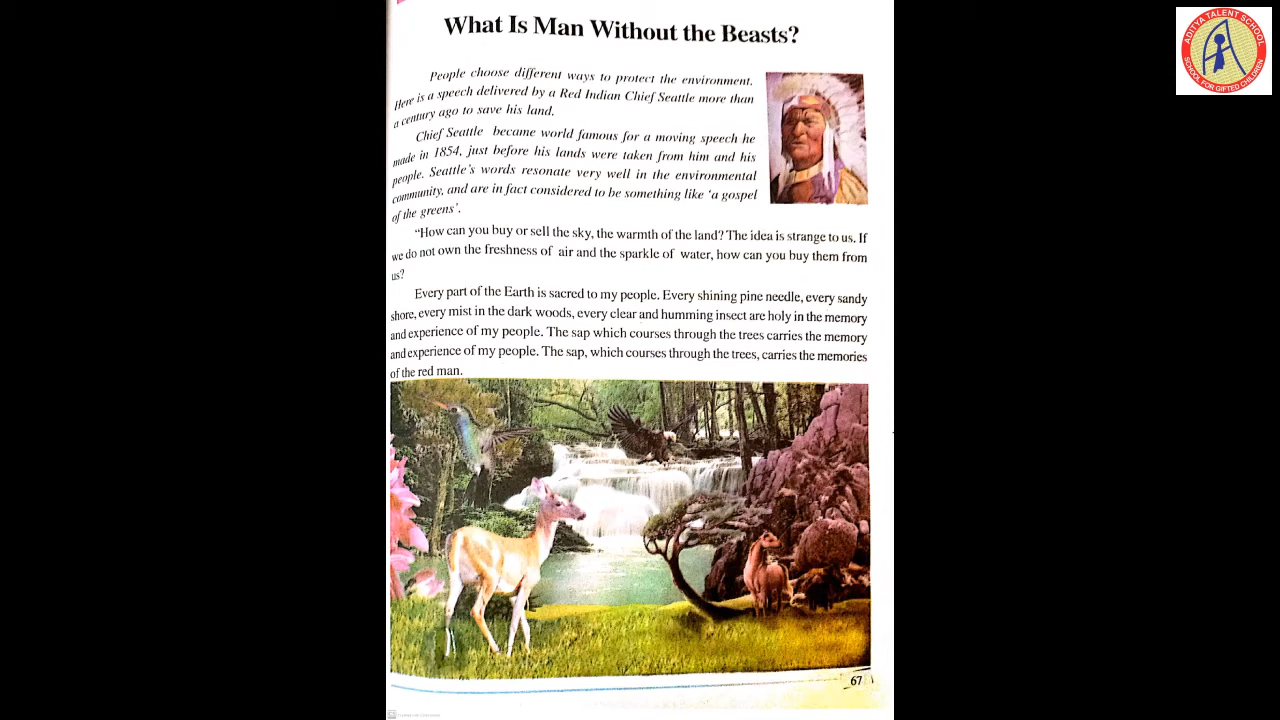 What Is Man Without the Beasts?
People choose different ways to protect the environment.
Here is a speech delivered by a Red Indian Chief Seattle more than
a century ago to save his land.
Chief Seattle became world famous for a moving speech he
made in 1854, just before his lands were taken from him and his
people. Seattle's words resonate very well in the environmental
community, and are in fact considered to be something like 'a gospel
of the greens'.
"How can you buy or sell the sky, the warmth of the land? The idea is strange to us. If
we do not own the freshness of air and the sparkle of water, how can you buy them from
us?
Every part of the Earth is sacred to my people. Every shining pine needle, every sandy
shore, every mist in the dark woods, every clear and humming insect are holy in the memory
and experience of my people. The sap which courses through the trees carries the memory
and experience of my people. The sap, which courses through the trees, carries the memories
of the red man.
67
ADITYA TALENT SCHOOL
SCHOOL FOR GIFTED CHILDREN